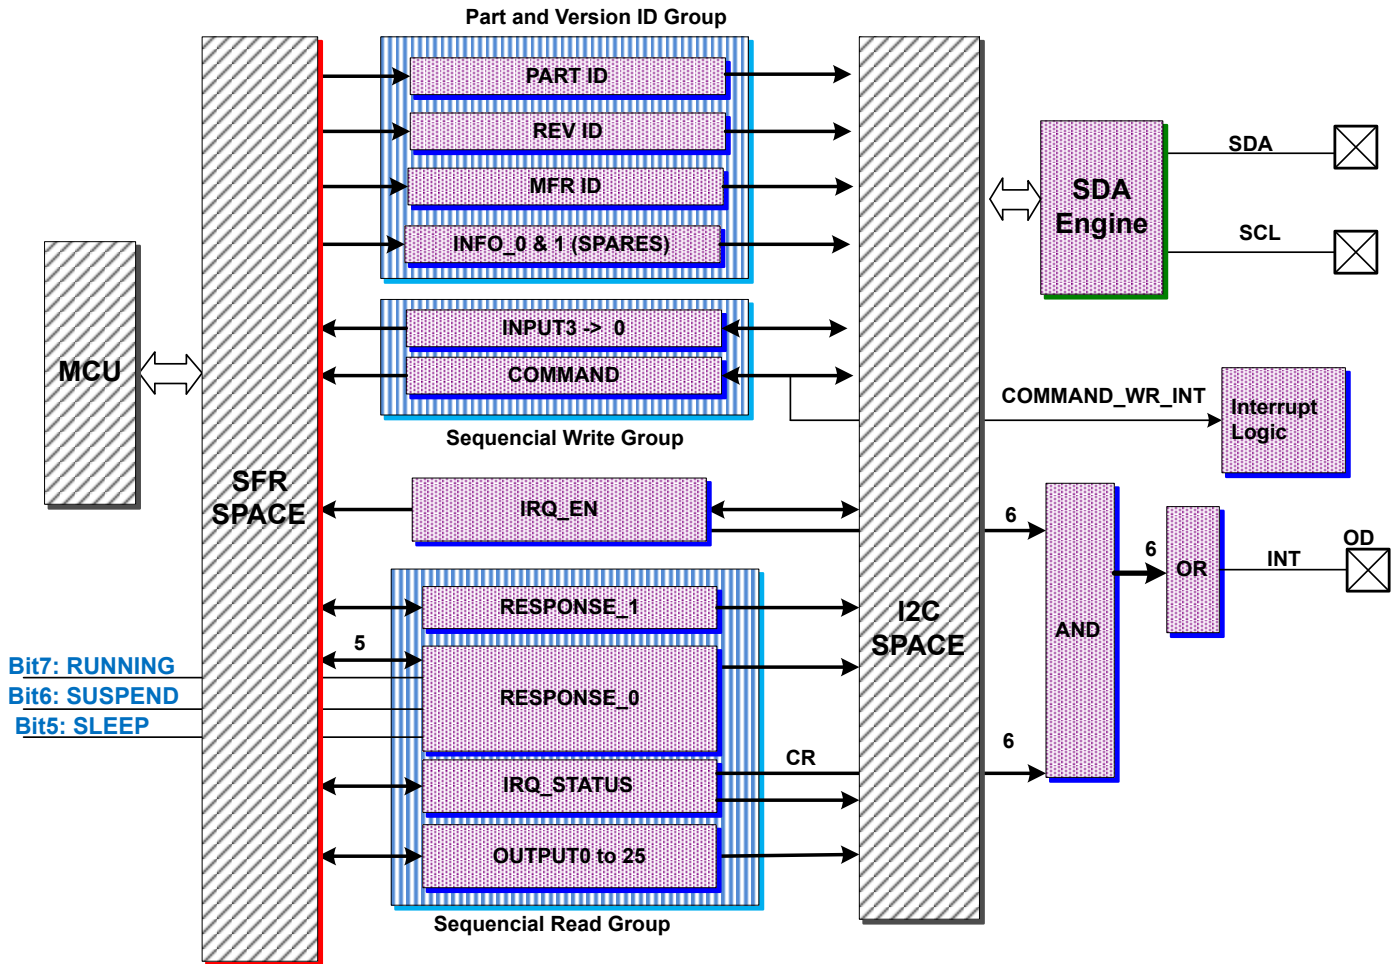 Part and Version ID Group
PART ID
REV ID
MFR ID
INFO_0 & 1 (SPARES)
INPUT3 -> 0
COMMAND
Sequencial Write Group
MCU
SFR
SPACE
IRQ_EN
RESPONSE_1
5
RESPONSE_0
Bit7: RUNNING
Bit6: SUSPEND
Bit5: SLEEP
CR
IRQ_STATUS
OUTPUT0 to 25
Sequencial Read Group
I2C
SPACE
SDA
Engine
SDA
SCL
COMMAND_WR_INT
Interrupt
Logic
6
6
AND
6
OR
INT
OD